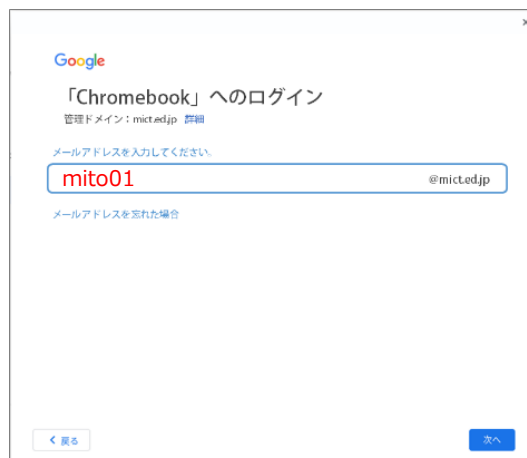 Google
「Chromebook」へのログイン
管理ドメイン：mict.ed.jp 詳細
メールアドレスを入力してください。
mito01 @mict.ed.jp
メールアドレスを忘れた場合
戻る 次へ